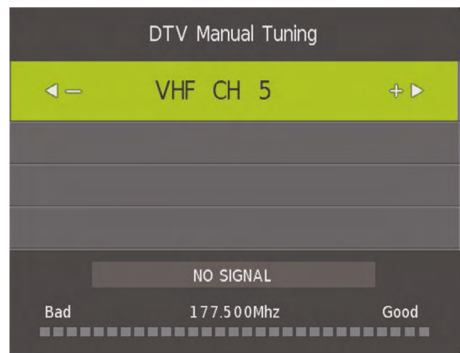 DTV Manual Tuning
VHF CH 5
NO SIGNAL
Bad 177.500Mhz Good